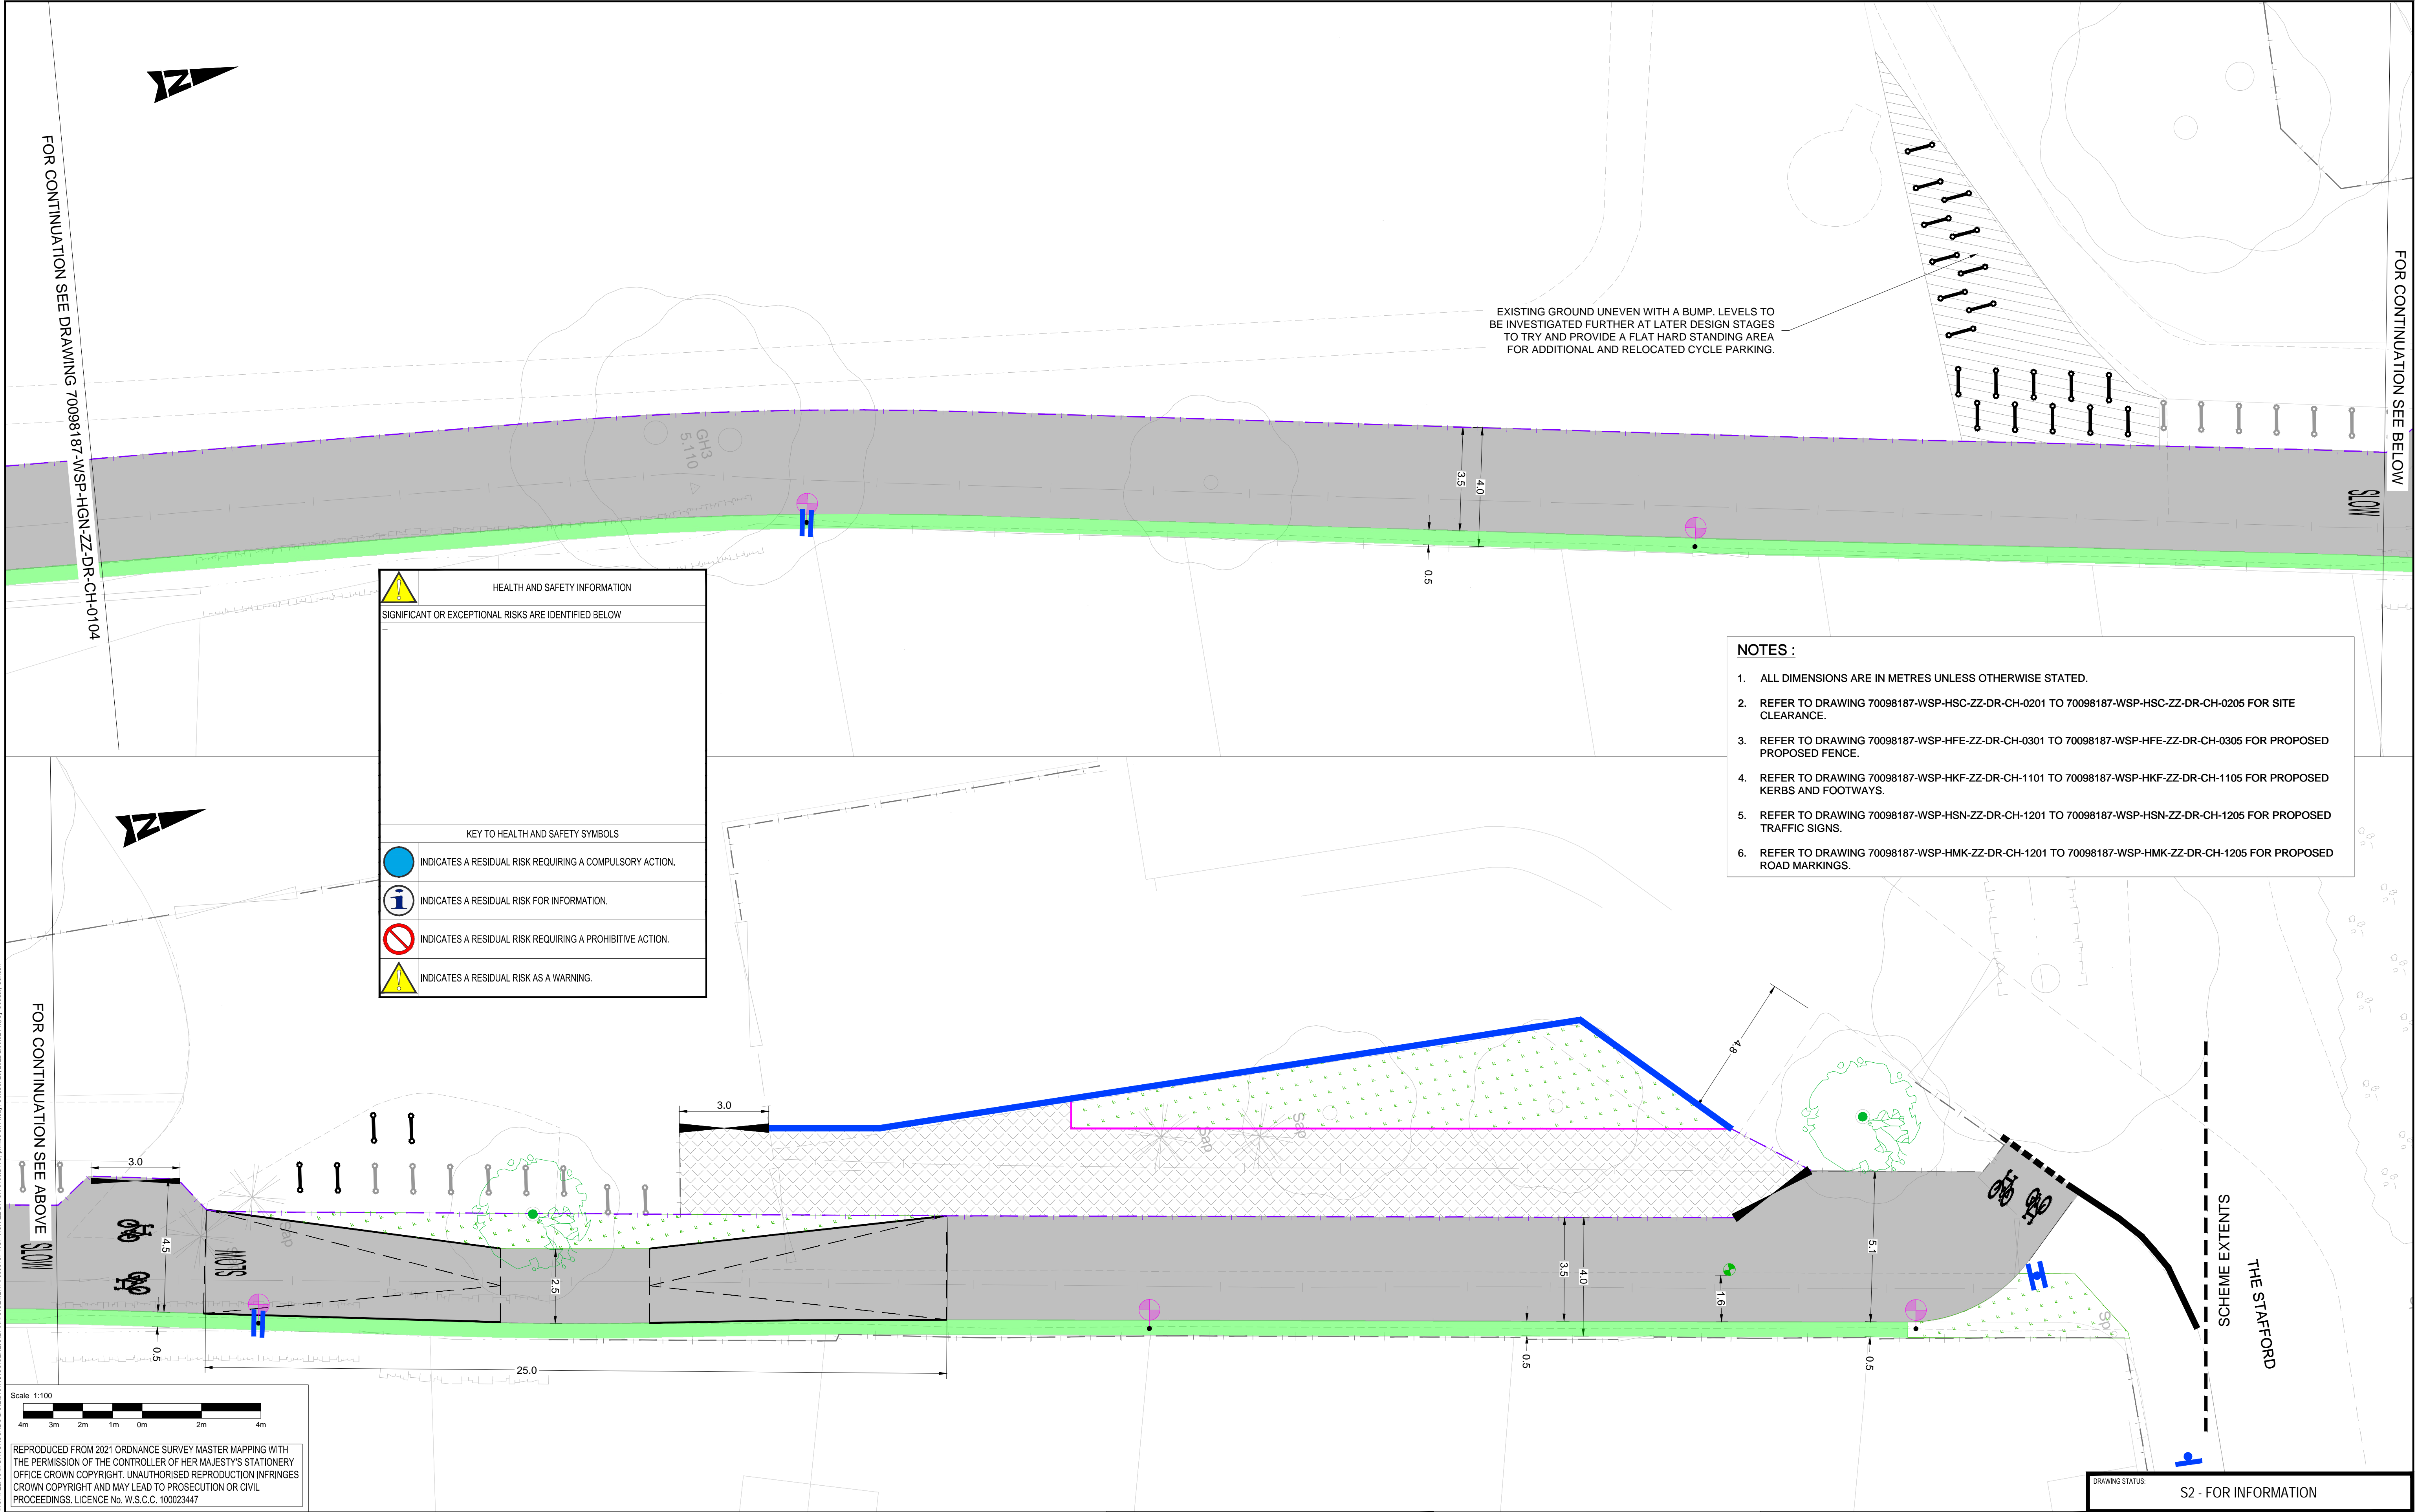 N
FOR CONTINUATION SEE DRAWING 70098187-WSP-HGN-ZZ-DR-CH-0104
GH3
5.110
EXISTING GROUND UNEVEN WITH A BUMP. LEVELS TO
BE INVESTIGATED FURTHER AT LATER DESIGN STAGES
TO TRY AND PROVIDE A FLAT HARD STANDING AREA
FOR ADDITIONAL AND RELOCATED CYCLE PARKING.
3.5
4.0
0.5
SLOW
FOR CONTINUATION SEE BELOW
HEALTH AND SAFETY INFORMATION
SIGNIFICANT OR EXCEPTIONAL RISKS ARE IDENTIFIED BELOW
–
KEY TO HEALTH AND SAFETY SYMBOLS
INDICATES A RESIDUAL RISK REQUIRING A COMPULSORY ACTION.
i
INDICATES A RESIDUAL RISK FOR INFORMATION.
INDICATES A RESIDUAL RISK REQUIRING A PROHIBITIVE ACTION.
!
INDICATES A RESIDUAL RISK AS A WARNING.
NOTES :
1. ALL DIMENSIONS ARE IN METRES UNLESS OTHERWISE STATED.
2. REFER TO DRAWING 70098187-WSP-HSC-ZZ-DR-CH-0201 TO 70098187-WSP-HSC-ZZ-DR-CH-0205 FOR SITE
CLEARANCE.
3. REFER TO DRAWING 70098187-WSP-HFE-ZZ-DR-CH-0301 TO 70098187-WSP-HFE-ZZ-DR-CH-0305 FOR PROPOSED
PROPOSED FENCE.
4. REFER TO DRAWING 70098187-WSP-HKF-ZZ-DR-CH-1101 TO 70098187-WSP-HKF-ZZ-DR-CH-1105 FOR PROPOSED
KERBS AND FOOTWAYS.
5. REFER TO DRAWING 70098187-WSP-HSN-ZZ-DR-CH-1201 TO 70098187-WSP-HSN-ZZ-DR-CH-1205 FOR PROPOSED
TRAFFIC SIGNS.
6. REFER TO DRAWING 70098187-WSP-HMK-ZZ-DR-CH-1201 TO 70098187-WSP-HMK-ZZ-DR-CH-1205 FOR PROPOSED
ROAD MARKINGS.
N
FOR CONTINUATION SEE ABOVE
SLOW
3.0
4.5
0.5
SLOW
Sap
2.5
25.0
3.0
Sap
Sap
4.8
3.5
4.0
0.5
1.6
5.1
0.5
Sp
SCHEME EXTENTS
THE STAFFORD
Scale 1:100
4m 3m 2m 1m 0m 2m 4m
REPRODUCED FROM 2021 ORDNANCE SURVEY MASTER MAPPING WITH
THE PERMISSION OF THE CONTROLLER OF HER MAJESTY'S STATIONERY
OFFICE CROWN COPYRIGHT. UNAUTHORISED REPRODUCTION INFRINGES
CROWN COPYRIGHT AND MAY LEAD TO PROSECUTION OR CIVIL
PROCEEDINGS. LICENCE No. W.S.C.C. 100023447
DRAWING STATUS:
S2 - FOR INFORMATION